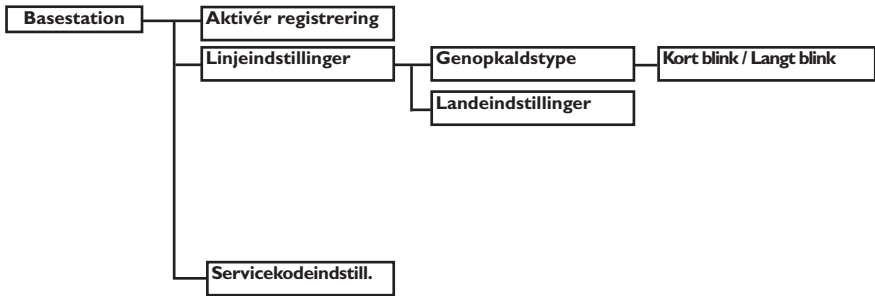 Basestation
Aktivér registrering
Linjeindstillinger
Genopkaldstype
Kort blink / Langt blink
Landeindstillinger
Servicekodeindstill.